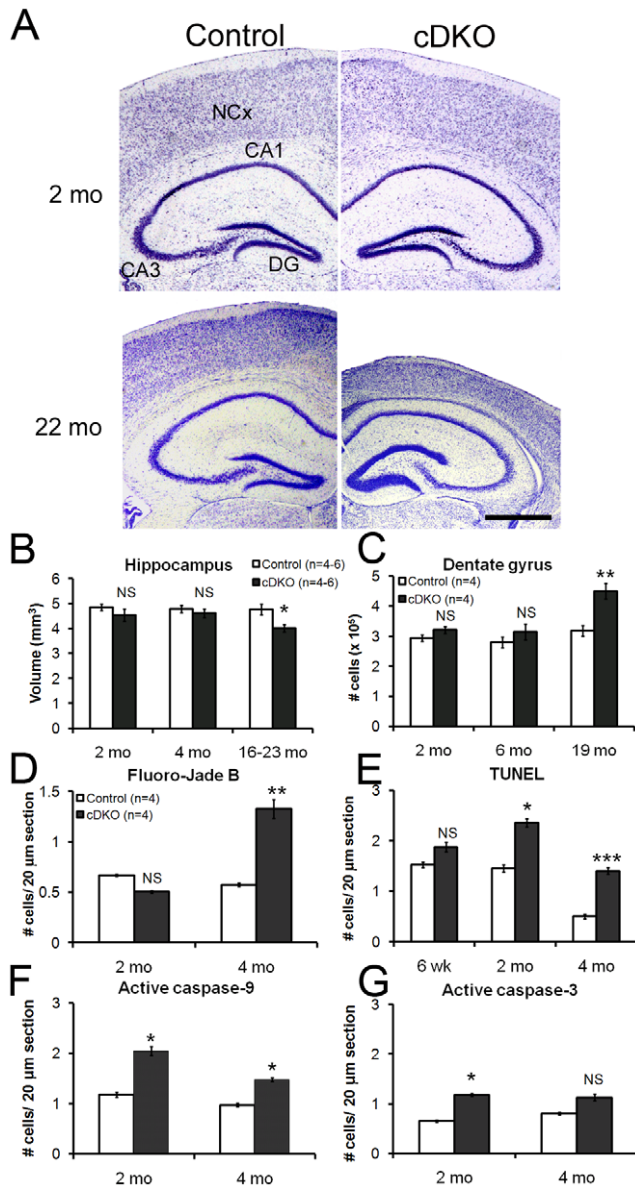 A
Control cDKO
2 mo
NCx
CA1
CA3
DG
22 mo
B
Hippocampus
Control (n=4-6)
cDKO (n=4-6)
Volume (mm³)
6
5
4
3
2
1
0
NS NS *
2 mo 4 mo 16-23 mo
C
Dentate gyrus
Control (n=4)
cDKO (n=4)
# cells (x 10⁵)
5
4
3
2
1
0
NS NS **
2 mo 6 mo 19 mo
D
Fluoro-Jade B
Control (n=4)
cDKO (n=4)
# cells/ 20 µm section
1.5
1
0.5
0
NS **
2 mo 4 mo
E
TUNEL
# cells/ 20 µm section
3
2
1
0
NS * ***
6 wk 2 mo 4 mo
F
Active caspase-9
# cells/ 20 µm section
3
2
1
0
* *
2 mo 4 mo
G
Active caspase-3
# cells/ 20 µm section
3
2
1
0
* NS
2 mo 4 mo